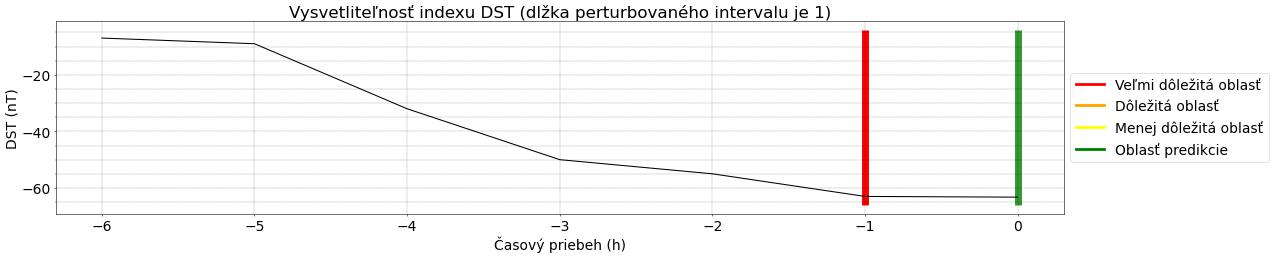 Vysvetliteľnosť indexu DST (dlžka perturbovaného intervalu je 1)
DST (nT)
−20
−40
−60
−6
−5
−4
−3
−2
−1
0
Časový priebeh (h)
Veľmi dôležitá oblasť
Dôležitá oblasť
Menej dôležitá oblasť
Oblasť predikcie